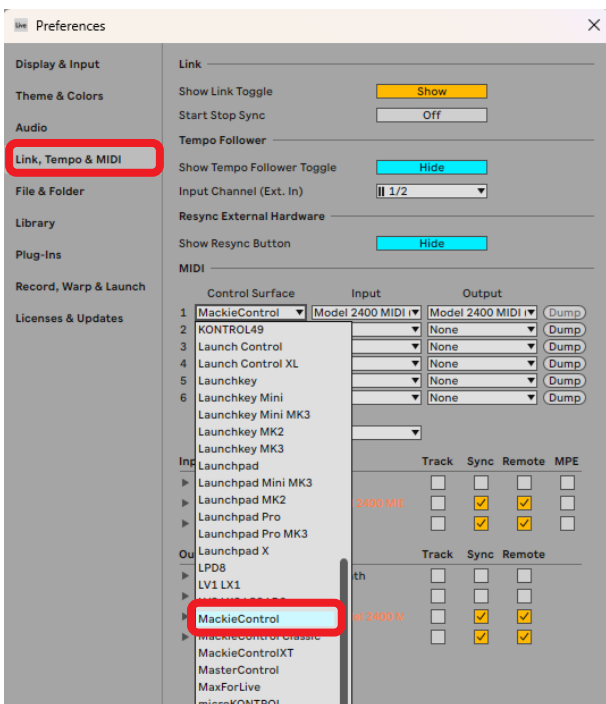 Live Preferences
Display & Input
Theme & Colors
Audio
Link, Tempo & MIDI
File & Folder
Library
Plug-Ins
Record, Warp & Launch
Licenses & Updates
Link
Show Link Toggle Show
Start Stop Sync Off
Tempo Follower
Show Tempo Follower Toggle Hide
Input Channel (Ext. In) 1/2
Resync External Hardware
Show Resync Button Hide
MIDI
Control Surface Input Output
1 MackieControl Model 2400 MIDI Model 2400 MIDI Dump
2 None Dump
3 None Dump
4 None Dump
5 None Dump
6 None Dump
KONTROL49
Launch Control
Launch Control XL
Launchkey
Launchkey Mini
Launchkey Mini MK3
Launchkey MK2
Launchkey MK3
Launchpad
Launchpad Mini MK3
Launchpad MK2
Launchpad Pro
Launchpad Pro MK3
Launchpad X
LPD8
LV1 LX1
MackieControl
MackieControl Classic
MackieControlXT
MasterControl
MaxForLive
microKONTROL
Track Sync Remote MPE
2400 MID
Track Sync Remote